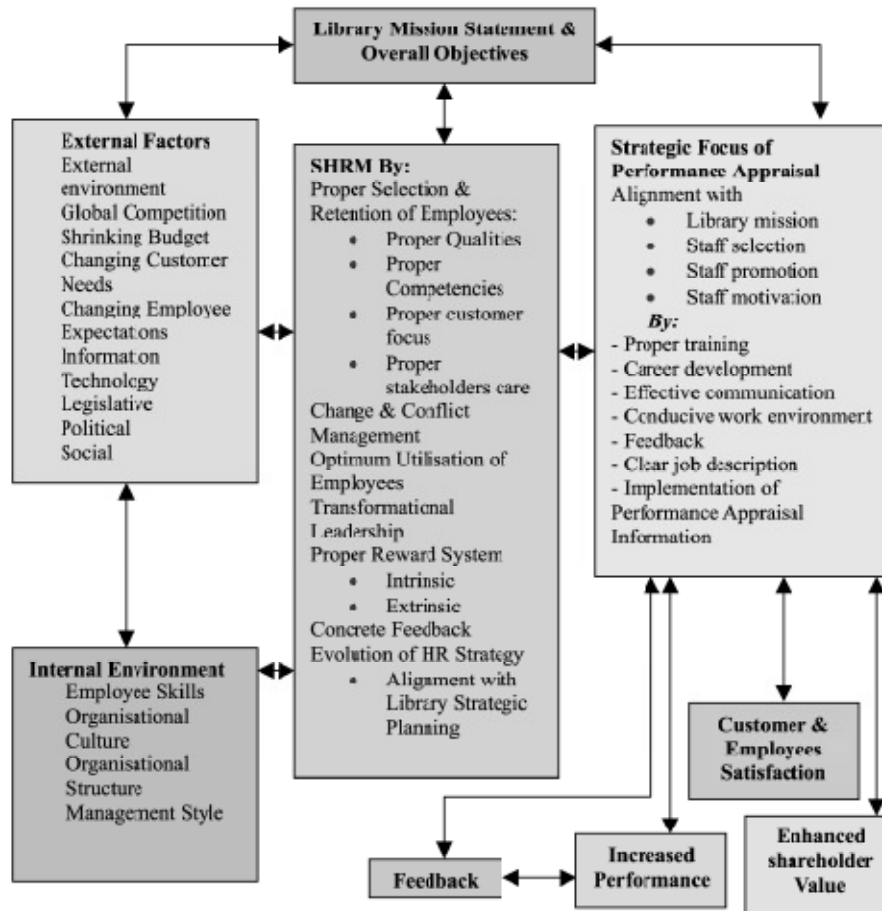 Library Mission Statement &
Overall Objectives
External Factors
External
environment
Global Competition
Shrinking Budget
Changing Customer
Needs
Changing Employee
Expectations
Information
Technology
Legislative
Political
Social
SHRM By:
Proper Selection &
Retention of Employees:
• Proper Qualities
• Proper
Competencies
• Proper customer
focus
• Proper
stakeholders care
Change & Conflict
Management
Optimum Utilisation of
Employees
Transformational
Leadership
Proper Reward System
• Intrinsic
• Extrinsic
Concrete Feedback
Evolution of HR Strategy
• Alignment with
Library Strategic
Planning
Strategic Focus of
Performance Appraisal
Alignment with
• Library mission
• Staff selection
• Staff promotion
• Staff motivation
By:
- Proper training
- Career development
- Effective communication
- Conducive work environment
- Feedback
- Clear job description
- Implementation of
Performance Appraisal
Information
Internal Environment
Employee Skills
Organisational
Culture
Organisational
Structure
Management Style
Customer &
Employees
Satisfaction
Feedback
Increased
Performance
Enhanced
shareholder
Value